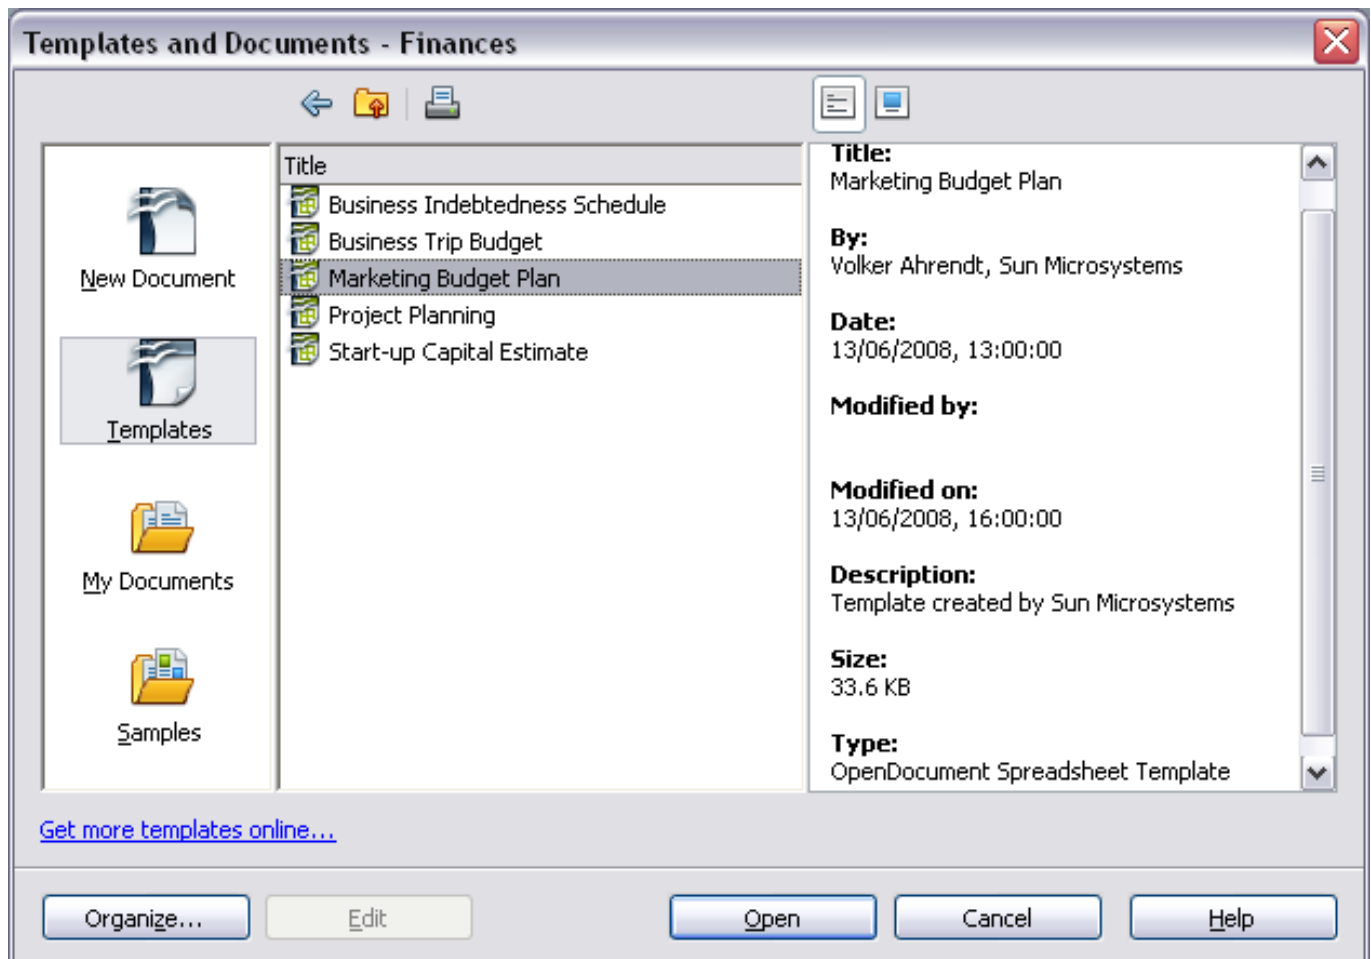 Templates and Documents - Finances
New Document
Templates
My Documents
Samples
Title
Business Indebtedness Schedule
Business Trip Budget
Marketing Budget Plan
Project Planning
Start-up Capital Estimate
Title:
Marketing Budget Plan
By:
Volker Ahrendt, Sun Microsystems
Date:
13/06/2008, 13:00:00
Modified by:
Modified on:
13/06/2008, 16:00:00
Description:
Template created by Sun Microsystems
Size:
33.6 KB
Type:
OpenDocument Spreadsheet Template
Get more templates online...
Organize...
Edit
Open
Cancel
Help